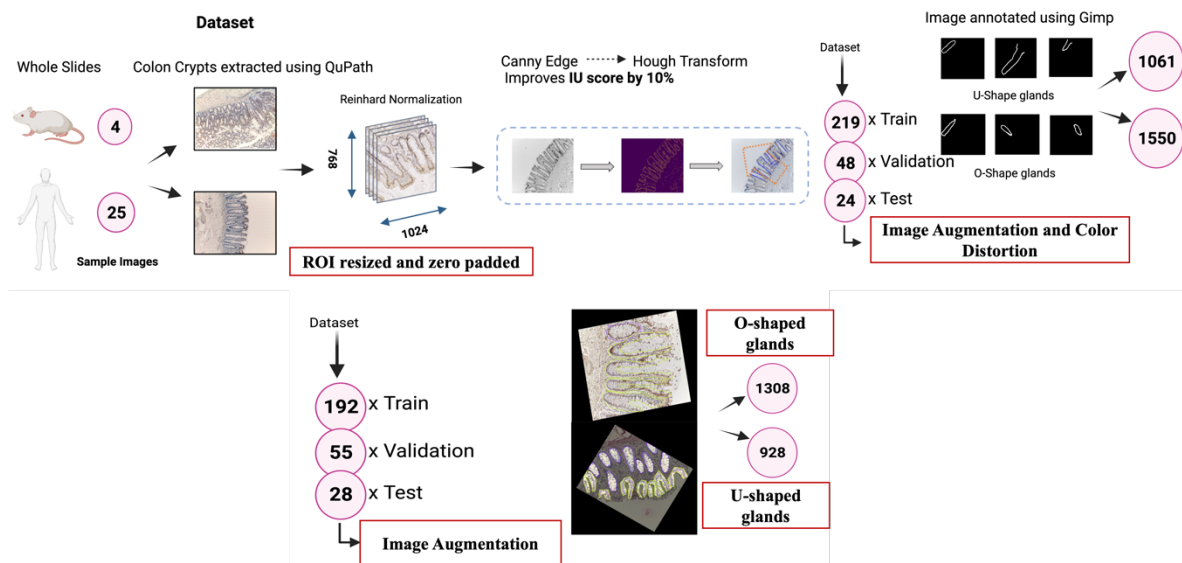 Dataset
Whole Slides
Colon Crypts extracted using QuPath
4
25
Sample Images
Reinhard Normalization
768
1024
ROI resized and zero padded
Canny Edge
Hough Transform
Improves IU score by 10%
Dataset
219 x Train
48 x Validation
24 x Test
Image Augmentation and Color
Distortion
Image annotated using Gimp
U-Shape glands
O-Shape glands
1061
1550
Dataset
192 x Train
55 x Validation
28 x Test
Image Augmentation
O-shaped
glands
1308
928
U-shaped
glands